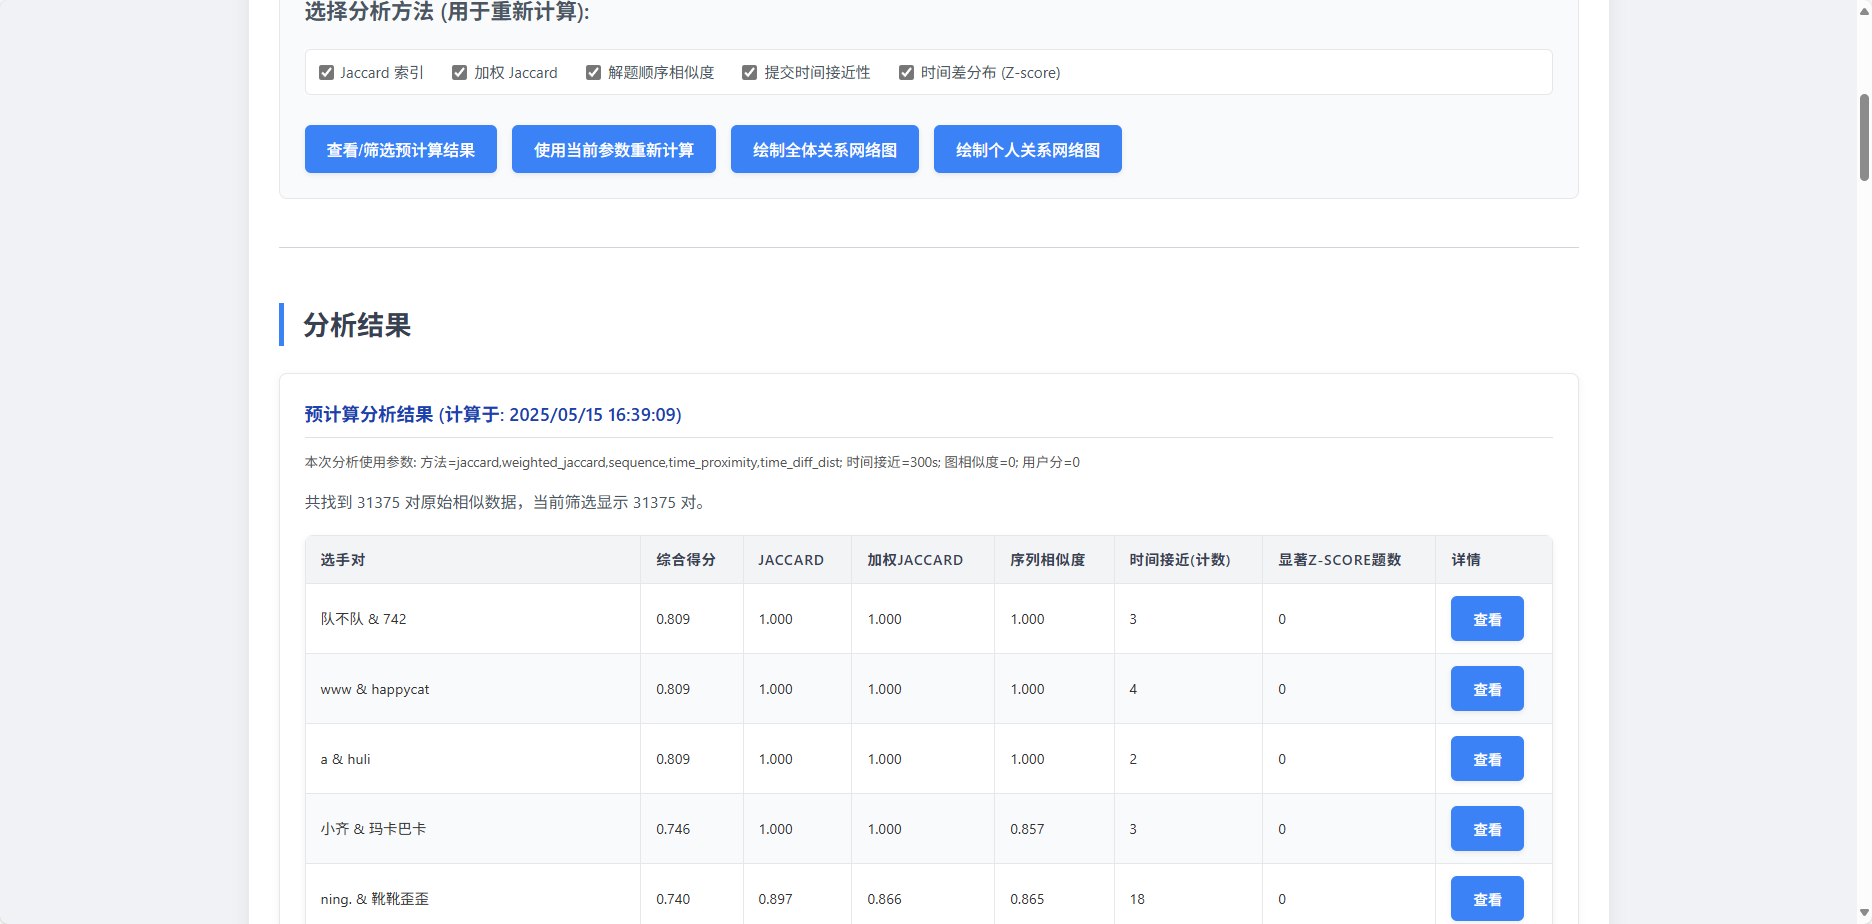 选择分析方法 (用于重新计算):
Jaccard 索引 加权 Jaccard 解题顺序相似度 提交时间接近性 时间差分布 (Z-score)
查看/筛选预计算结果 使用当前参数重新计算 绘制全体关系网络图 绘制个人关系网络图
分析结果
预计算分析结果 (计算于: 2025/05/15 16:39:09)
本次分析使用参数: 方法=jaccard,weighted_jaccard,sequence,time_proximity,time_diff_dist; 时间接近=300s; 图相似度=0; 用户分=0
共找到 31375 对原始相似数据，当前筛选显示 31375 对。
选手对 综合得分 JACCARD 加权JACCARD 序列相似度 时间接近(计数) 显著Z-SCORE题数 详情
队不队 & 742 0.809 1.000 1.000 1.000 3 0 查看
www & happycat 0.809 1.000 1.000 1.000 4 0 查看
a & huli 0.809 1.000 1.000 1.000 2 0 查看
小齐 & 玛卡巴卡 0.746 1.000 1.000 0.857 3 0 查看
ning. & 靴靴歪歪 0.740 0.897 0.866 0.865 18 0 查看